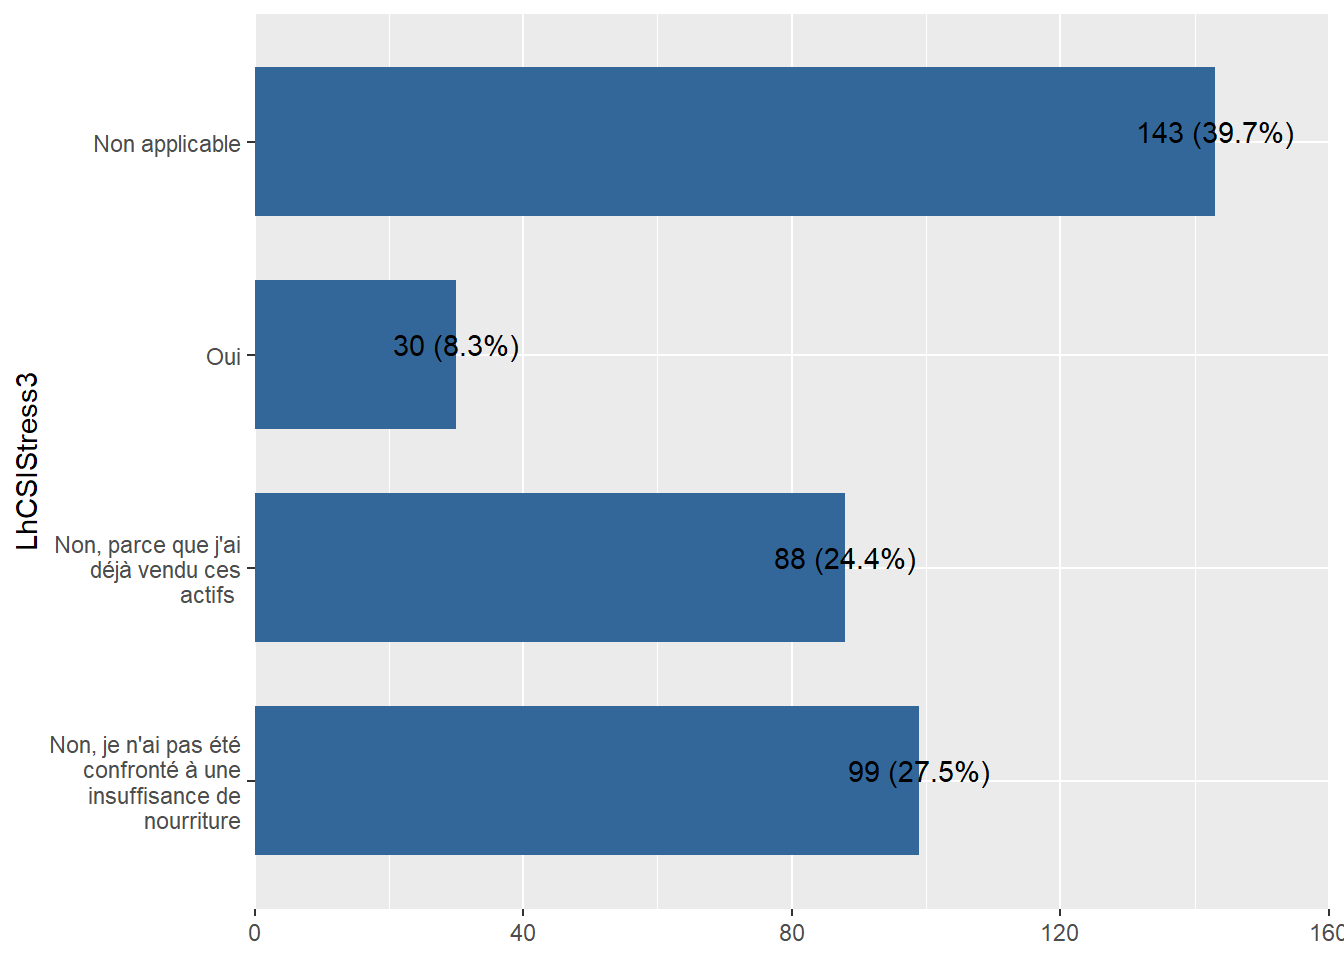 LhCSIStress3
Non applicable
143 (39.7%)
Oui
30 (8.3%)
Non, parce que j'ai
déjà vendu ces
actifs
88 (24.4%)
Non, je n'ai pas été
confronté à une
insuffisance de
nourriture
99 (27.5%)
0
40
80
120
160